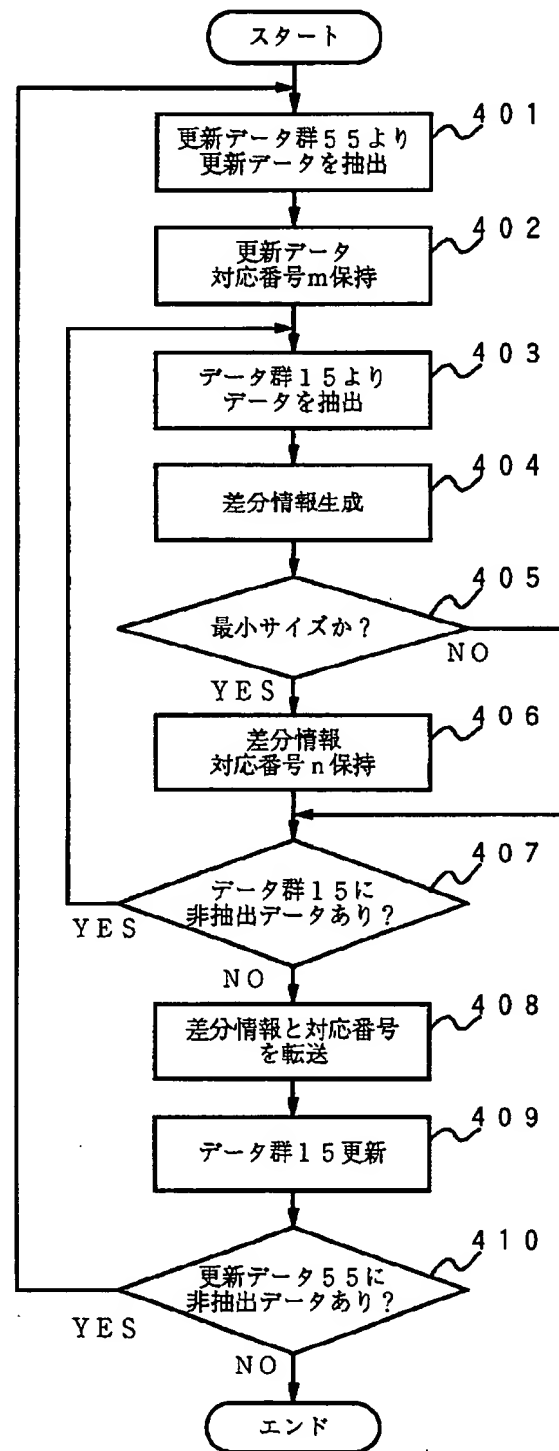 スタート
401
更新データ群55より
更新データを抽出
402
更新データ
対応番号m保持
403
データ群15より
データを抽出
404
差分情報生成
405
最小サイズか?
NO
YES
406
差分情報
対応番号n保持
407
データ群15に
非抽出データあり?
YES
NO
408
差分情報と対応番号
を転送
409
データ群15更新
410
更新データ55に
非抽出データあり?
YES
NO
エンド